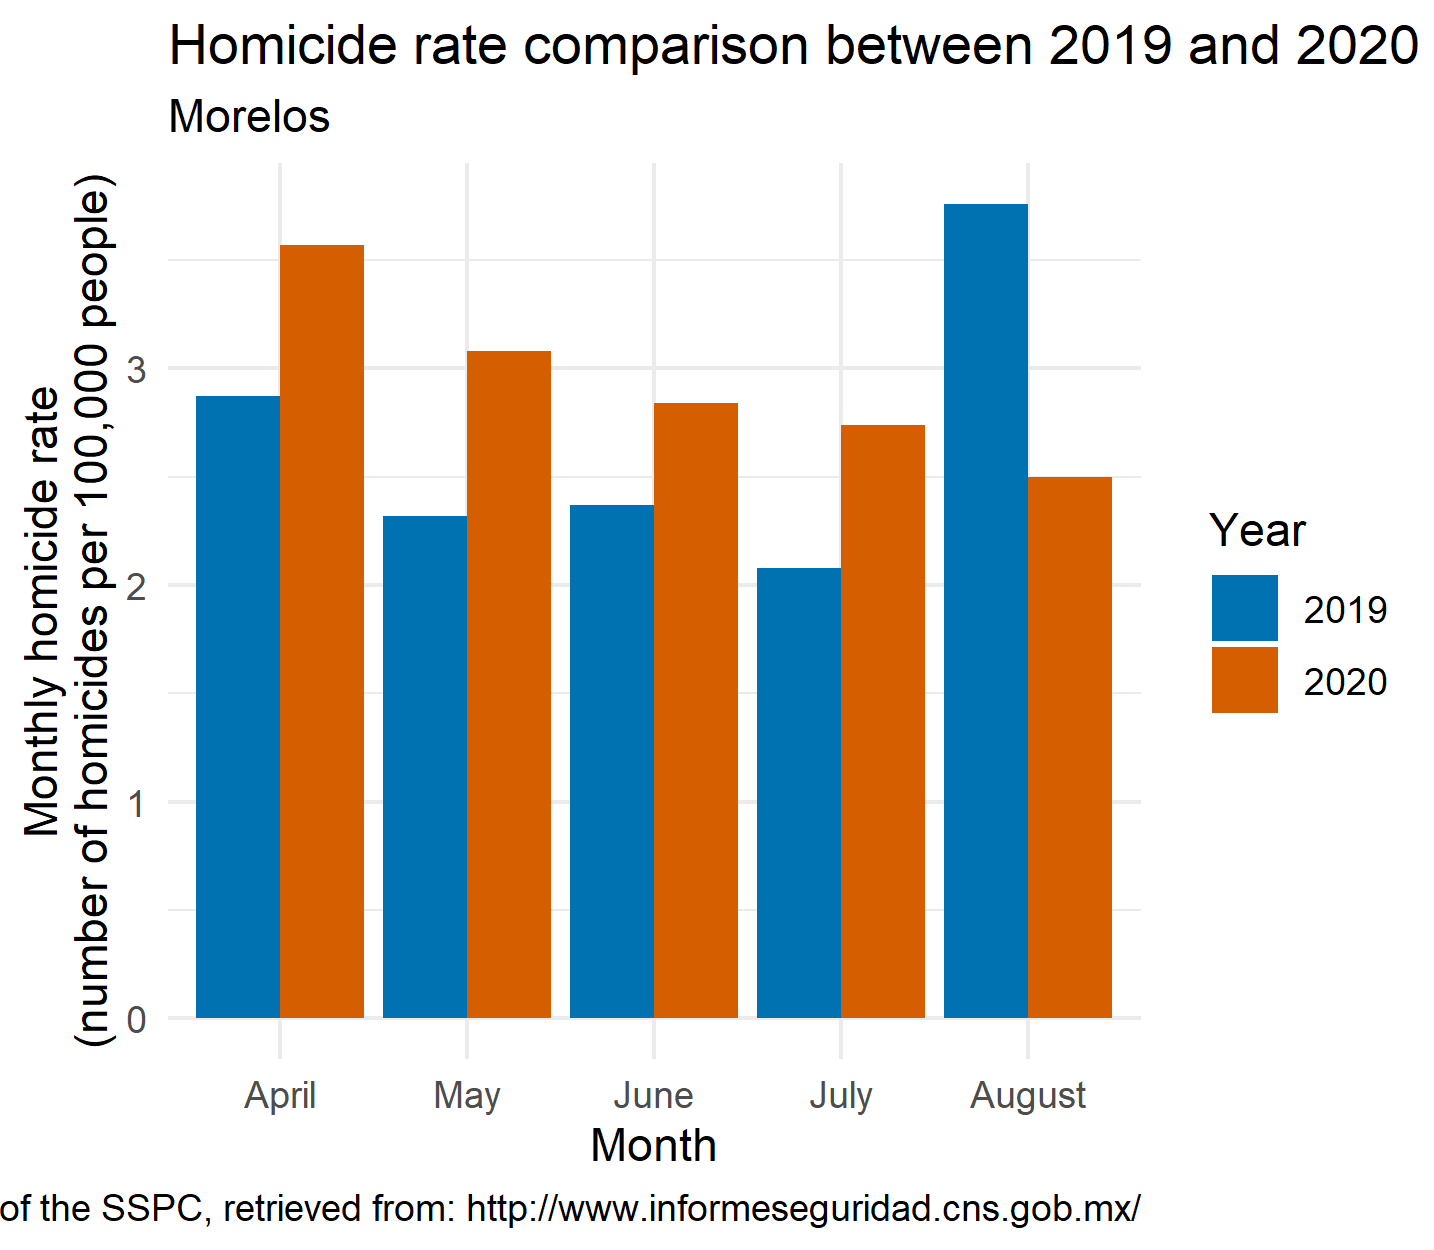 Homicide rate comparison between 2019 and 2020
Morelos
Monthly homicide rate
(number of homicides per 100,000 people)
3
2
1
0
April
May
June
July
August
Month
Year
2019
2020
of the SSPC, retrieved from: http://www.informeseguridad.cns.gob.mx/